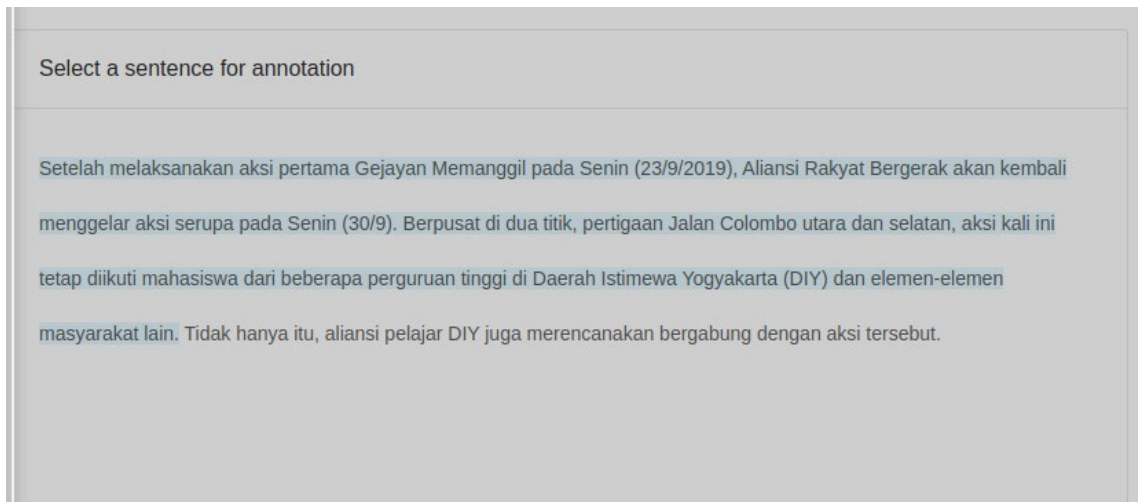 Select a sentence for annotation
Setelah melaksanakan aksi pertama Gejayan Memanggil pada Senin (23/9/2019), Aliansi Rakyat Bergerak akan kembali
menggelar aksi serupa pada Senin (30/9). Berpusat di dua titik, pertigaan Jalan Colombo utara dan selatan, aksi kali ini
tetap diikuti mahasiswa dari beberapa perguruan tinggi di Daerah Istimewa Yogyakarta (DIY) dan elemen-elemen
masyarakat lain. Tidak hanya itu, aliansi pelajar DIY juga merencanakan bergabung dengan aksi tersebut.